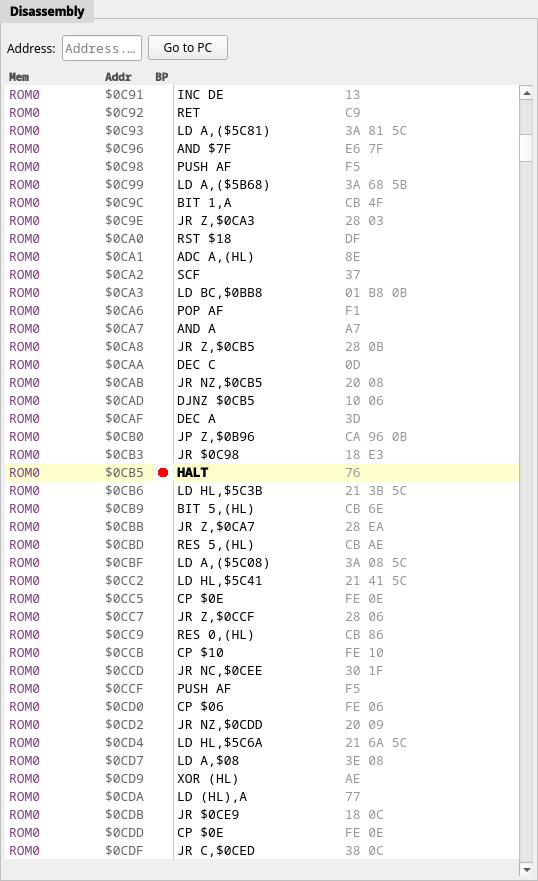 Disassembly
Address: Address.... Go to PC
Mem Addr BP
ROM0 $0C91 INC DE 13
ROM0 $0C92 RET C9
ROM0 $0C93 LD A,($5C81) 3A 81 5C
ROM0 $0C96 AND $7F E6 7F
ROM0 $0C98 PUSH AF F5
ROM0 $0C99 LD A,($5B68) 3A 68 5B
ROM0 $0C9C BIT 1,A CB 4F
ROM0 $0C9E JR Z,$0CA3 28 03
ROM0 $0CA0 RST $18 DF
ROM0 $0CA1 ADC A,(HL) 8E
ROM0 $0CA2 SCF 37
ROM0 $0CA3 LD BC,$0BB8 01 B8 0B
ROM0 $0CA6 POP AF F1
ROM0 $0CA7 AND A A7
ROM0 $0CA8 JR Z,$0CB5 28 0B
ROM0 $0CAA DEC C 0D
ROM0 $0CAB JR NZ,$0CB5 20 08
ROM0 $0CAD DJNZ $0CB5 10 06
ROM0 $0CAF DEC A 3D
ROM0 $0CB0 JP Z,$0B96 CA 96 0B
ROM0 $0CB3 JR $0C98 18 E3
ROM0 $0CB5 HALT 76
ROM0 $0CB6 LD HL,$5C3B 21 3B 5C
ROM0 $0CB9 BIT 5,(HL) CB 6E
ROM0 $0CBB JR Z,$0CA7 28 EA
ROM0 $0CBD RES 5,(HL) CB AE
ROM0 $0CBF LD A,($5C08) 3A 08 5C
ROM0 $0CC2 LD HL,$5C41 21 41 5C
ROM0 $0CC5 CP $0E FE 0E
ROM0 $0CC7 JR Z,$0CCF 28 06
ROM0 $0CC9 RES 0,(HL) CB 86
ROM0 $0CCB CP $10 FE 10
ROM0 $0CCD JR NC,$0CEE 30 1F
ROM0 $0CCF PUSH AF F5
ROM0 $0CD0 CP $06 FE 06
ROM0 $0CD2 JR NZ,$0CDD 20 09
ROM0 $0CD4 LD HL,$5C6A 21 6A 5C
ROM0 $0CD7 LD A,$08 3E 08
ROM0 $0CD9 XOR (HL) AE
ROM0 $0CDA LD (HL),A 77
ROM0 $0CDB JR $0CE9 18 0C
ROM0 $0CDD CP $0E FE 0E
ROM0 $0CDF JR C,$0CED 38 0C